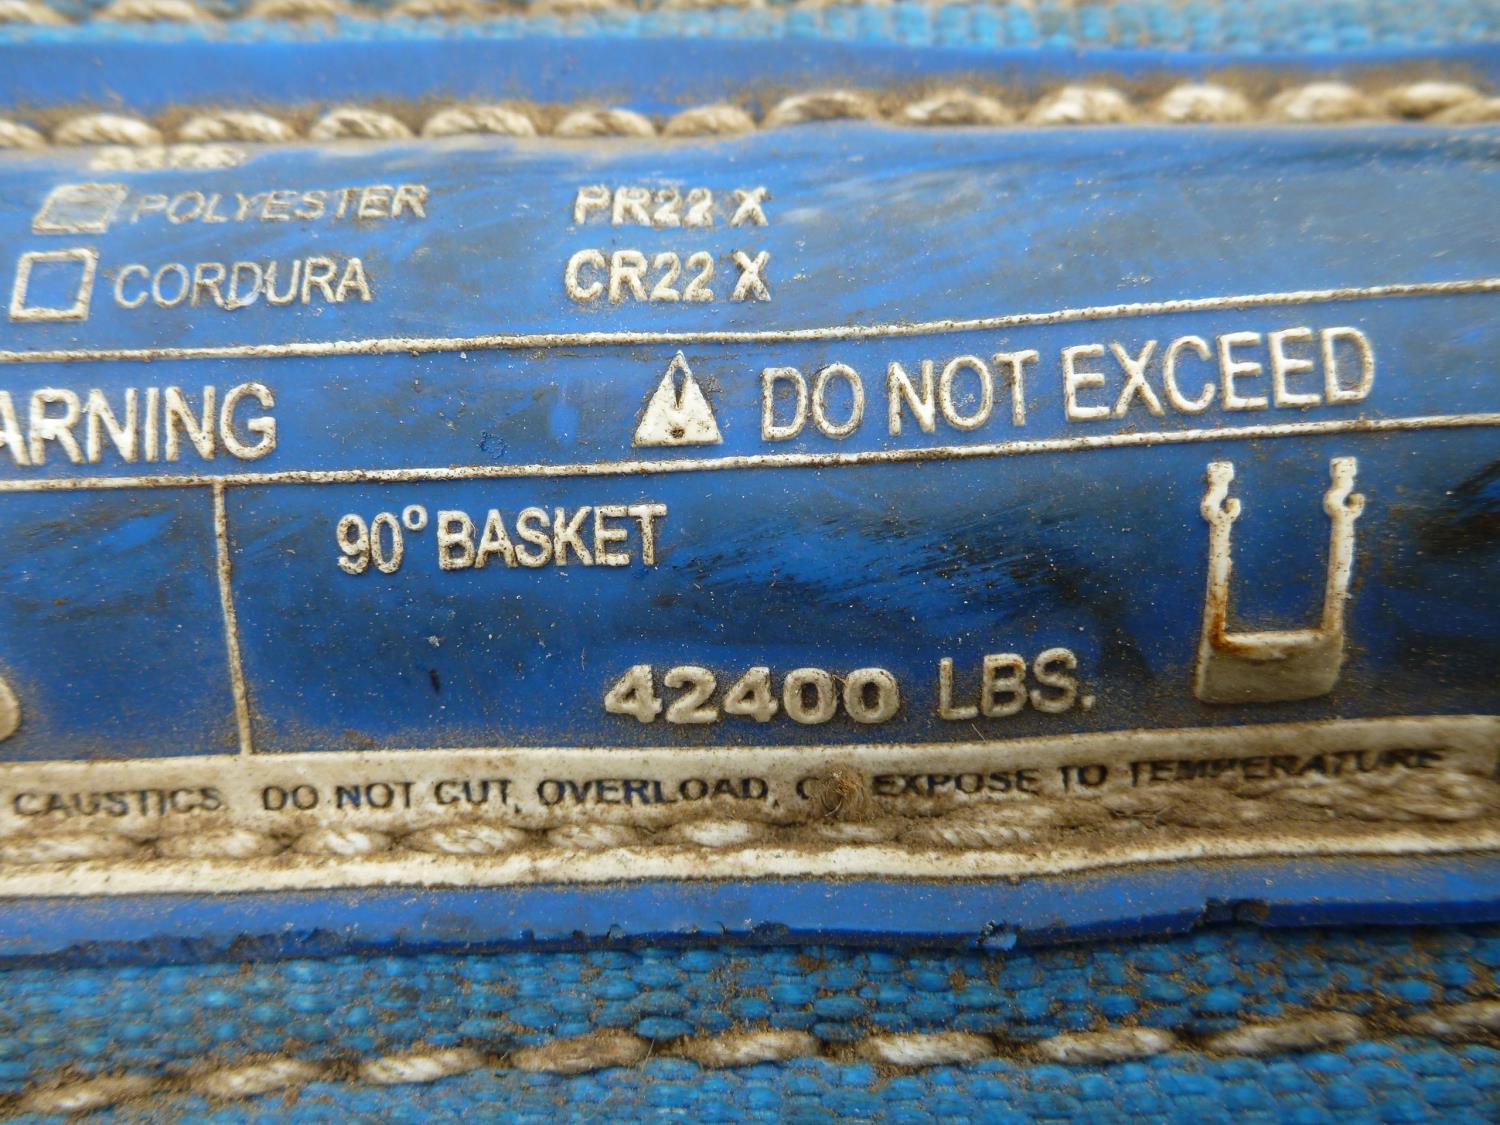 POLYESTER PR22 X
CORDURA CR22 X
ARNING DO NOT EXCEED
90° BASKET
42400 LBS.
CAUSTICS. DO NOT CUT, OVERLOAD, EXPOSE TO TEMPERATURE